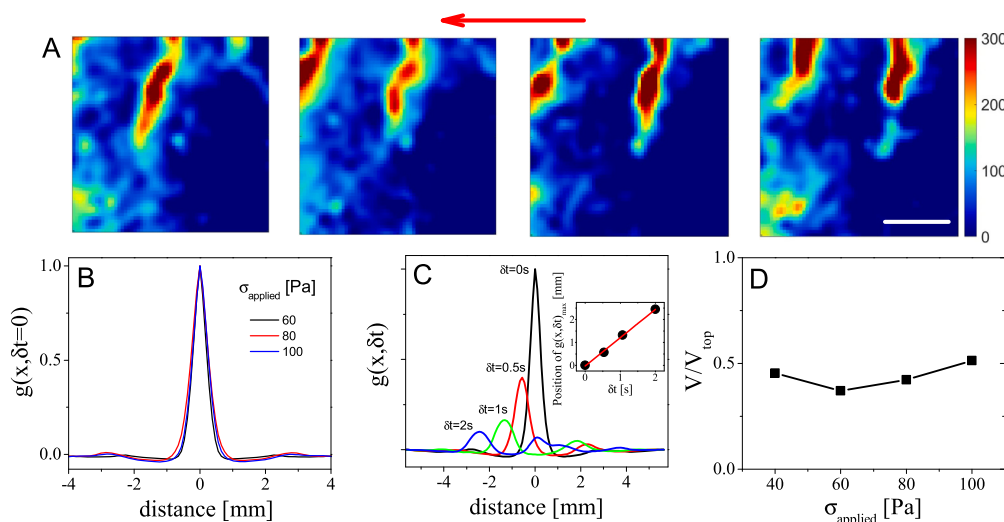 A
300
200
100
0
B
1.0
0.5
0.0
g(x,δt=0)
σapplied [Pa]
60
80
100
-4 -2 0 2 4
distance [mm]
C
g(x,δt)
δt=0s
δt=0.5s
δt=1s
δt=2s
Position of g(x,δt)max [mm]
2
1
0
0 1 2
δt [s]
-4 -2 0 2 4
distance [mm]
D
1.0
0.5
0.0
V/Vtop
40 60 80 100
σapplied [Pa]